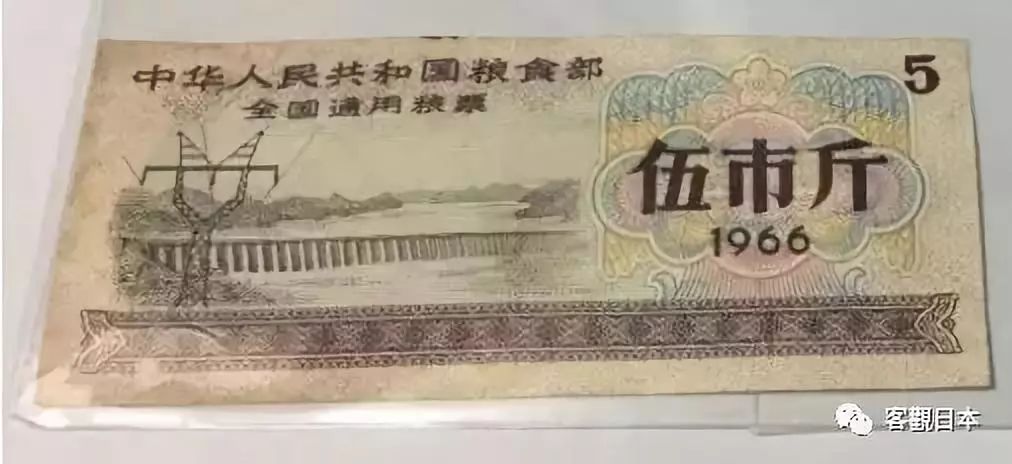 中华人民共和国粮食部
全国通用粮票
5
伍市斤
1966
客觀日本